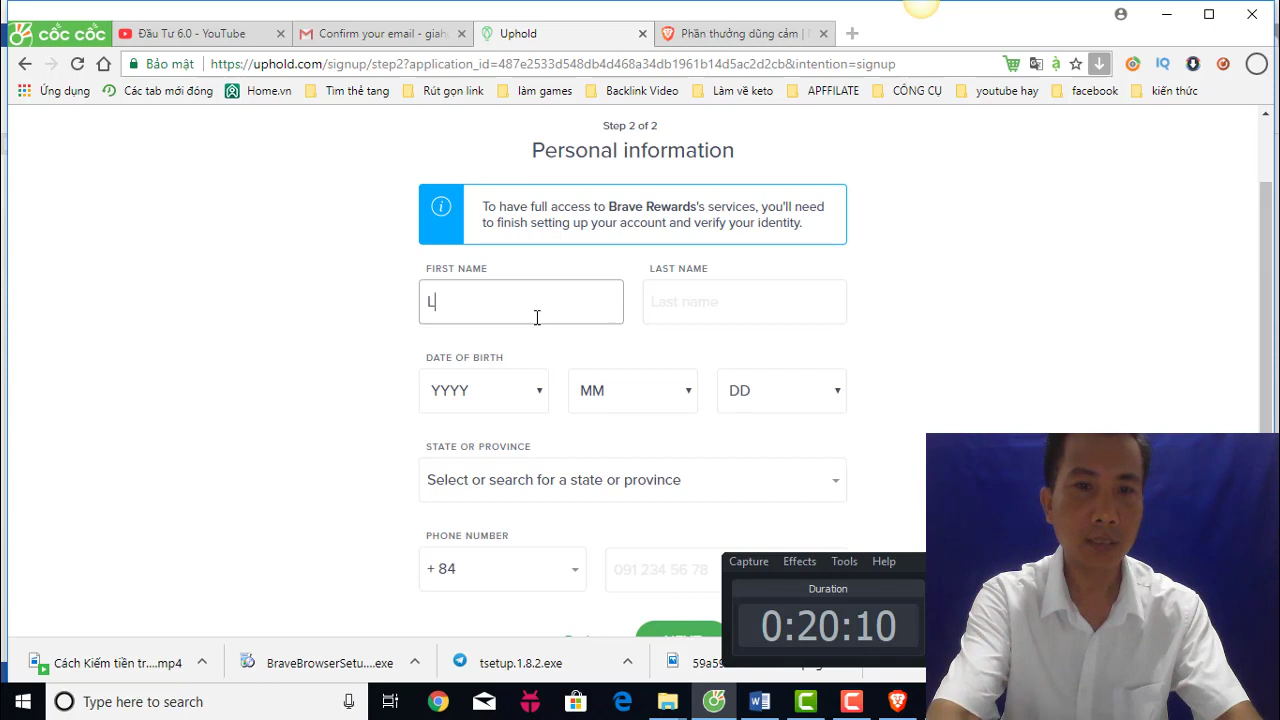 cốc cốc
Đầu Tư 6.0 - YouTube
Confirm your email - giah
Uphold
Phần thưởng dũng cảm |
Bảo mật
https://uphold.com/signup/step2?application_id=487e2533d548db4d468a34db1961b14d5ac2d2cb&intention=signup
Ứng dụng
Các tab mới đóng
Home.vn
Tìm thẻ tang
Rút gọn link
làm games
Backlink Video
Làm về keto
APFFILATE
CÔNG CỤ
youtube hay
facebook
kiến thức
Step 2 of 2
Personal information
To have full access to Brave Rewards's services, you'll need
to finish setting up your account and verify your identity.
FIRST NAME
LAST NAME
L
Last name
DATE OF BIRTH
YYYY
MM
DD
STATE OR PROVINCE
Select or search for a state or province
PHONE NUMBER
+ 84
091 234 56 78
Capture
Effects
Tools
Help
Duration
0:20:10
Cách Kiếm tiền tr....mp4
BraveBrowserSetu....exe
tsetup.1.8.2.exe
59a59
Type here to search